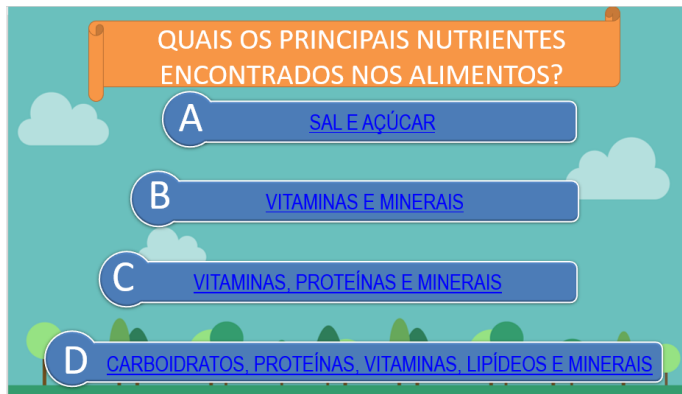 QUAIS OS PRINCIPAIS NUTRIENTES
ENCONTRADOS NOS ALIMENTOS?
A SAL E AÇÚCAR
B VITAMINAS E MINERAIS
C VITAMINAS, PROTEÍNAS E MINERAIS
D CARBOIDRATOS, PROTEÍNAS, VITAMINAS, LIPÍDEOS E MINERAIS